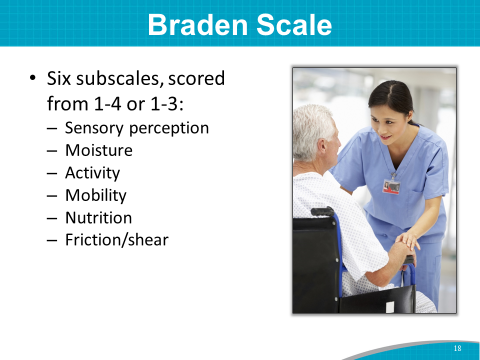 Braden Scale
• Six subscales, scored
from 1-4 or 1-3:
– Sensory perception
– Moisture
– Activity
– Mobility
– Nutrition
– Friction/shear
18